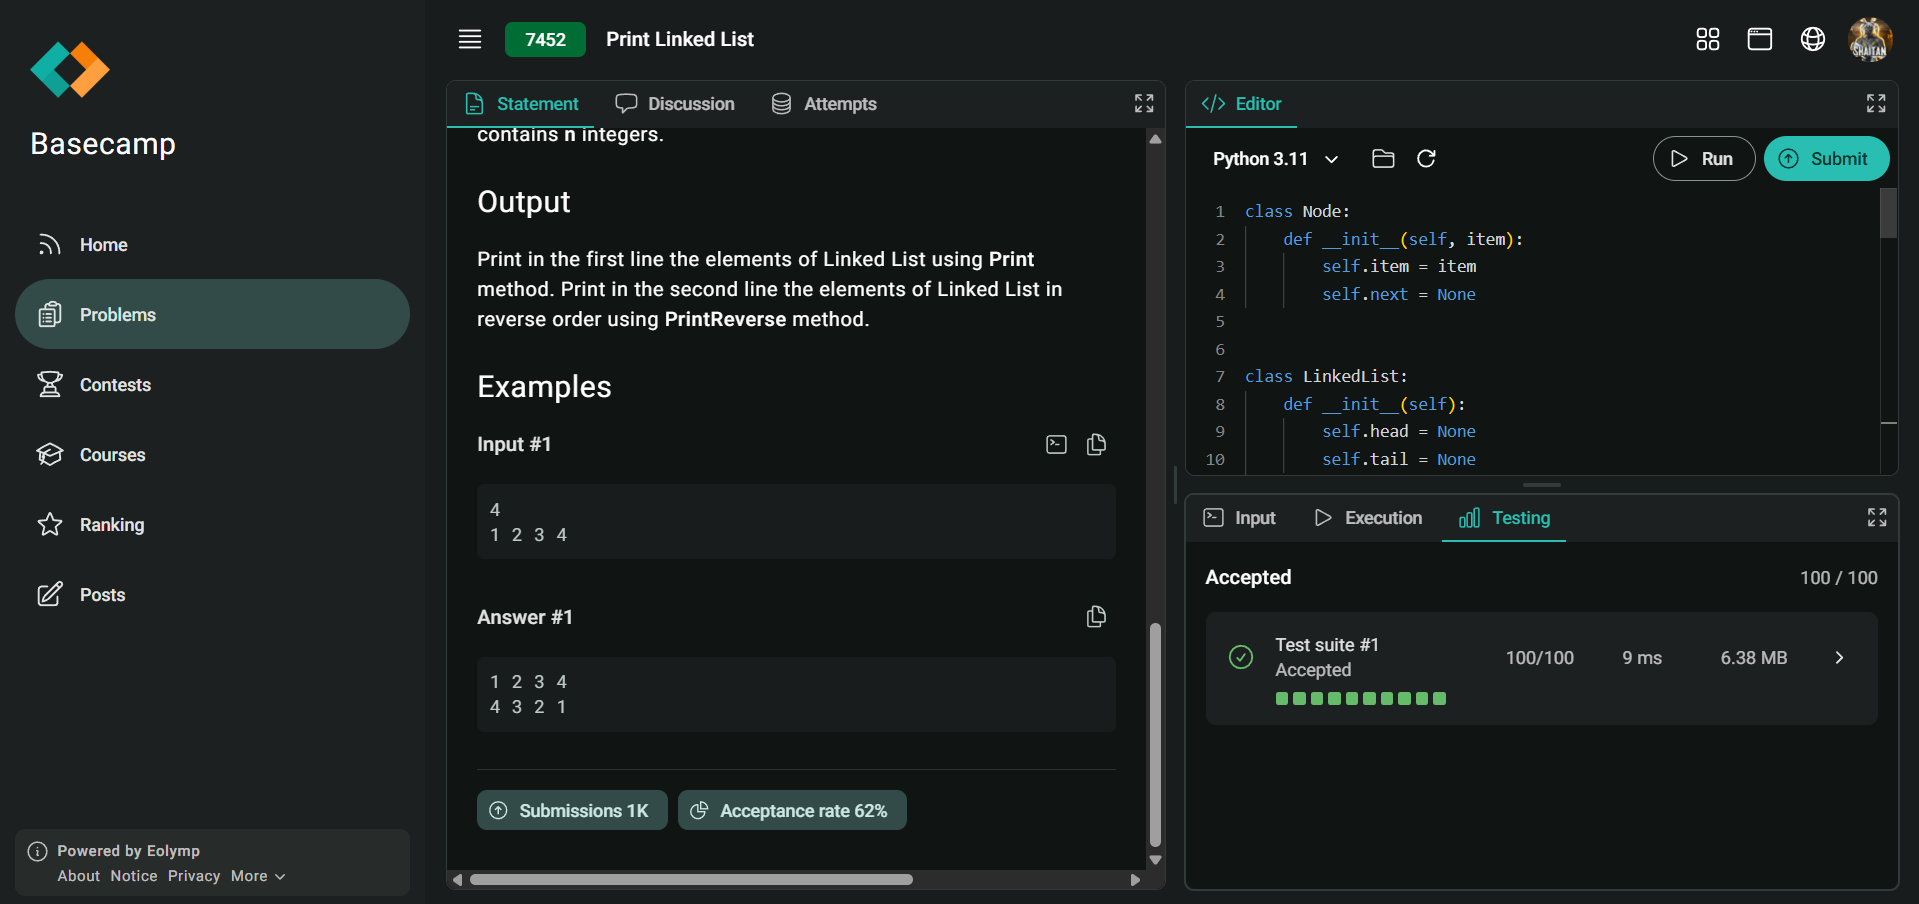 Basecamp
Home
Problems
Contests
Courses
Ranking
Posts
Powered by Eolymp
About Notice Privacy More
7452 Print Linked List
SHAITAN
Statement Discussion Attempts
contains n integers.
Output
Print in the first line the elements of Linked List using Print
method. Print in the second line the elements of Linked List in
reverse order using PrintReverse method.
Examples
Input #1
4
1 2 3 4
Answer #1
1 2 3 4
4 3 2 1
Submissions 1K Acceptance rate 62%
Editor
Python 3.11 Run Submit
1 class Node:
2     def __init__(self, item):
3         self.item = item
4         self.next = None
5
6
7 class LinkedList:
8     def __init__(self):
9         self.head = None
10         self.tail = None
Input Execution Testing
Accepted 100 / 100
Test suite #1
Accepted
100/100 9 ms 6.38 MB